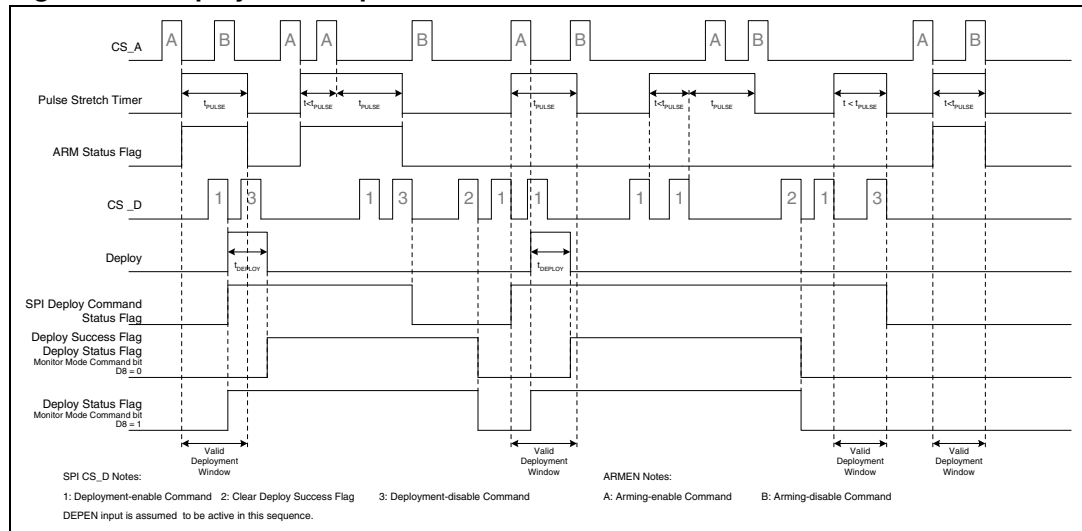 CS_A
A B A A B A B A B A B
Pulse Stretch Timer
tPULSE t<tPULSE tPULSE tPULSE t<tPULSE tPULSE t < tPULSE t<tPULSE
ARM Status Flag
CS _D
1 3 1 3 2 1 1 1 1 2 1 3
Deploy
tDEPLOY tDEPLOY
SPI Deploy Command
Status Flag
Deploy Success Flag
Deploy Status Flag
Monitor Mode Command bit
D8 = 0
Deploy Status Flag
Monitor Mode Command bit
D8 = 1
Valid Valid Valid Valid
Deployment Deployment Deployment Deployment
Window Window Window Window
SPI CS_D Notes: ARMEN Notes:
1: Deployment-enable Command 2: Clear Deploy Success Flag 3: Deployment-disable Command A: Arming-enable Command B: Arming-disable Command
DEPEN input is assumed to be active in this sequence.